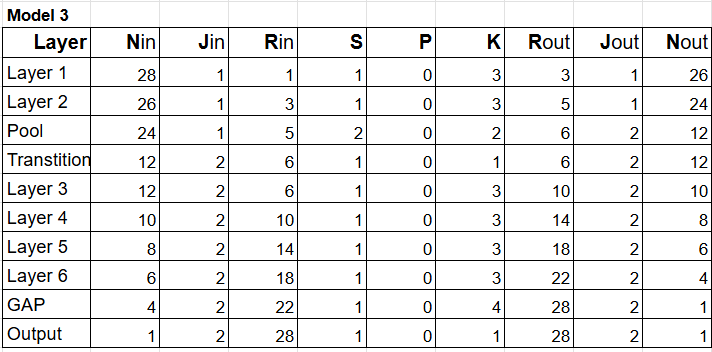 Model 3
Layer Nin Jin Rin S P K Rout Jout Nout
Layer 1 28 1 1 1 0 3 3 1 26
Layer 2 26 1 3 1 0 3 5 1 24
Pool 24 1 5 2 0 2 6 2 12
Transtition 12 2 6 1 0 1 6 2 12
Layer 3 12 2 6 1 0 3 10 2 10
Layer 4 10 2 10 1 0 3 14 2 8
Layer 5 8 2 14 1 0 3 18 2 6
Layer 6 6 2 18 1 0 3 22 2 4
GAP 4 2 22 1 0 4 28 2 1
Output 1 2 28 1 0 1 28 2 1